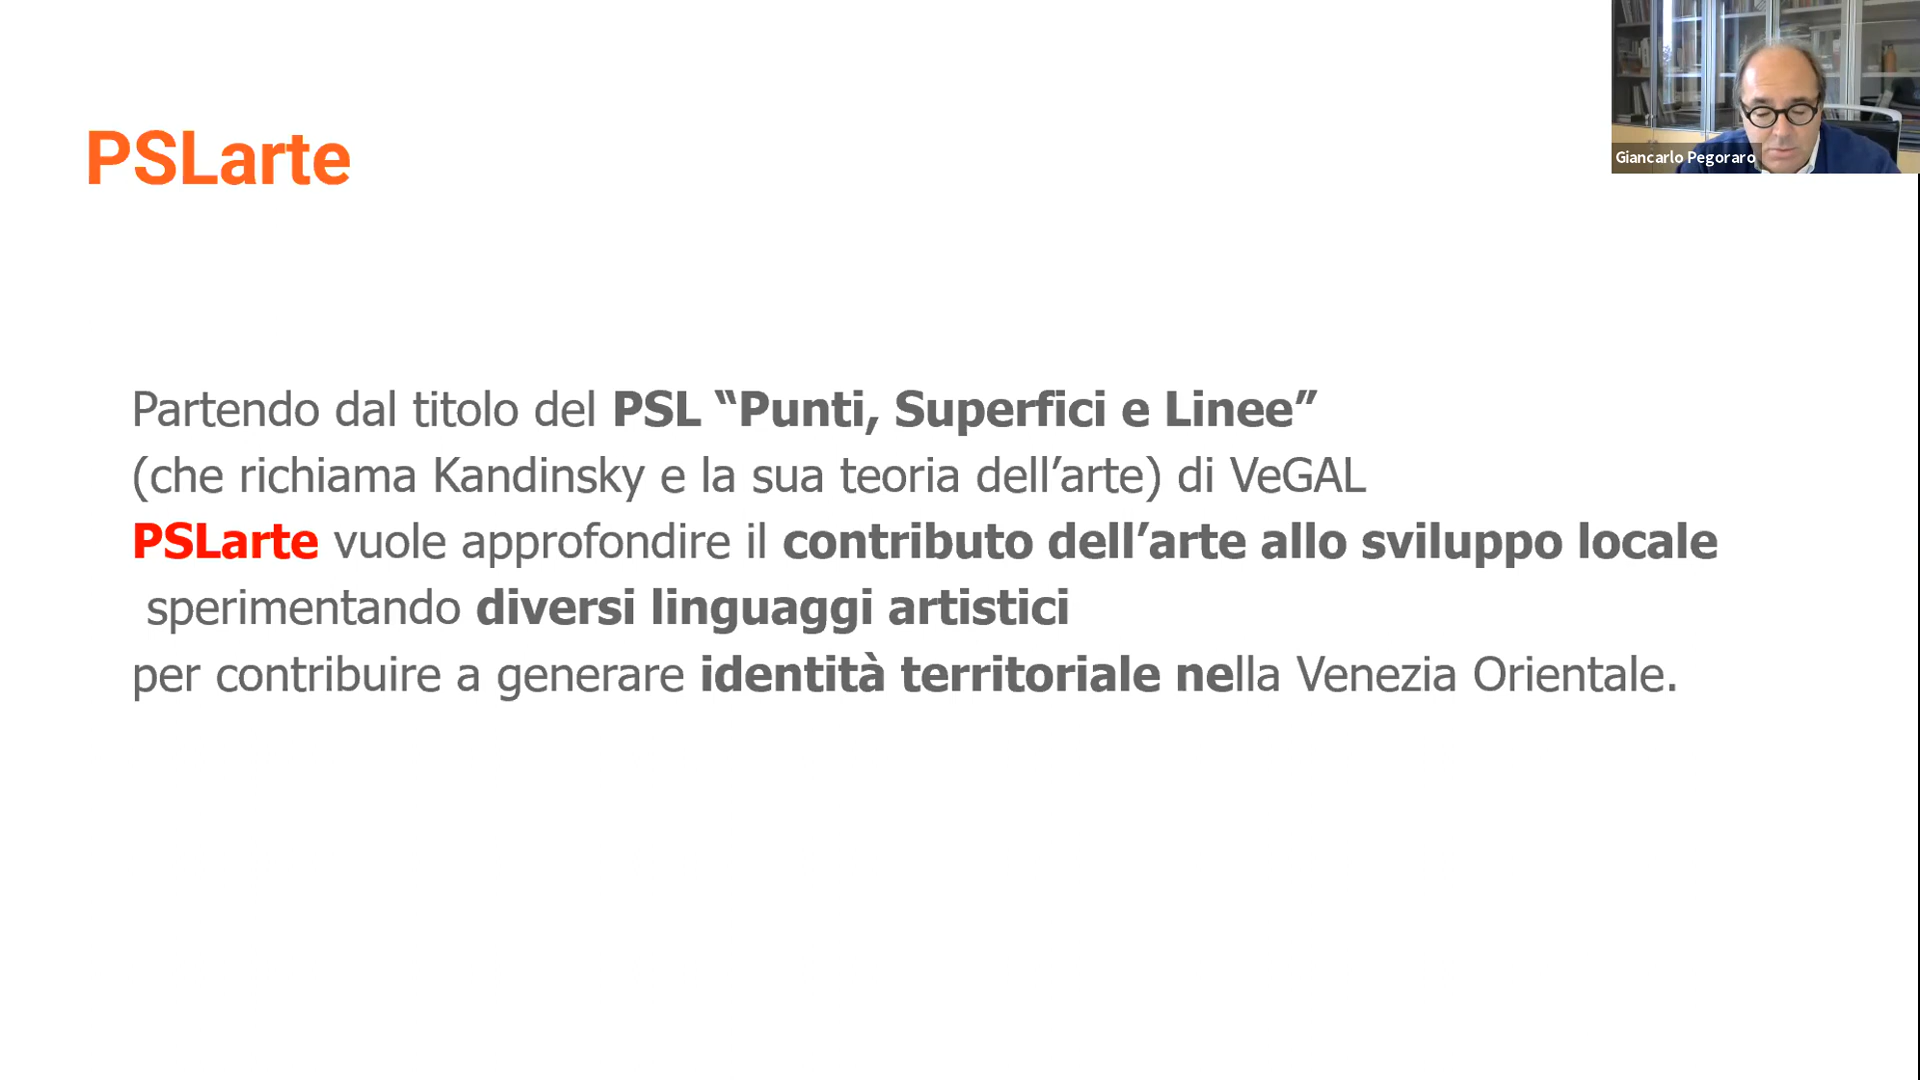 PSLarte
Giancarlo Pegoraro
Partendo dal titolo del PSL “Punti, Superfici e Linee”
(che richiama Kandinsky e la sua teoria dell’arte) di VeGAL
PSLarte vuole approfondire il contributo dell’arte allo sviluppo locale
sperimentando diversi linguaggi artistici
per contribuire a generare identità territoriale nella Venezia Orientale.